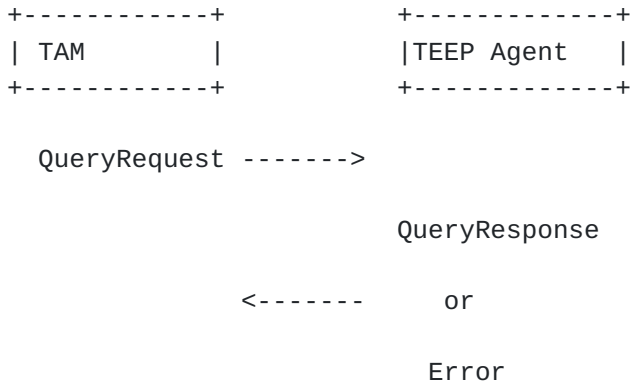 +------------+           +-------------+
| TAM        |           |TEEP Agent   |
+------------+           +-------------+
QueryRequest ------->
QueryResponse
<-------     or
Error